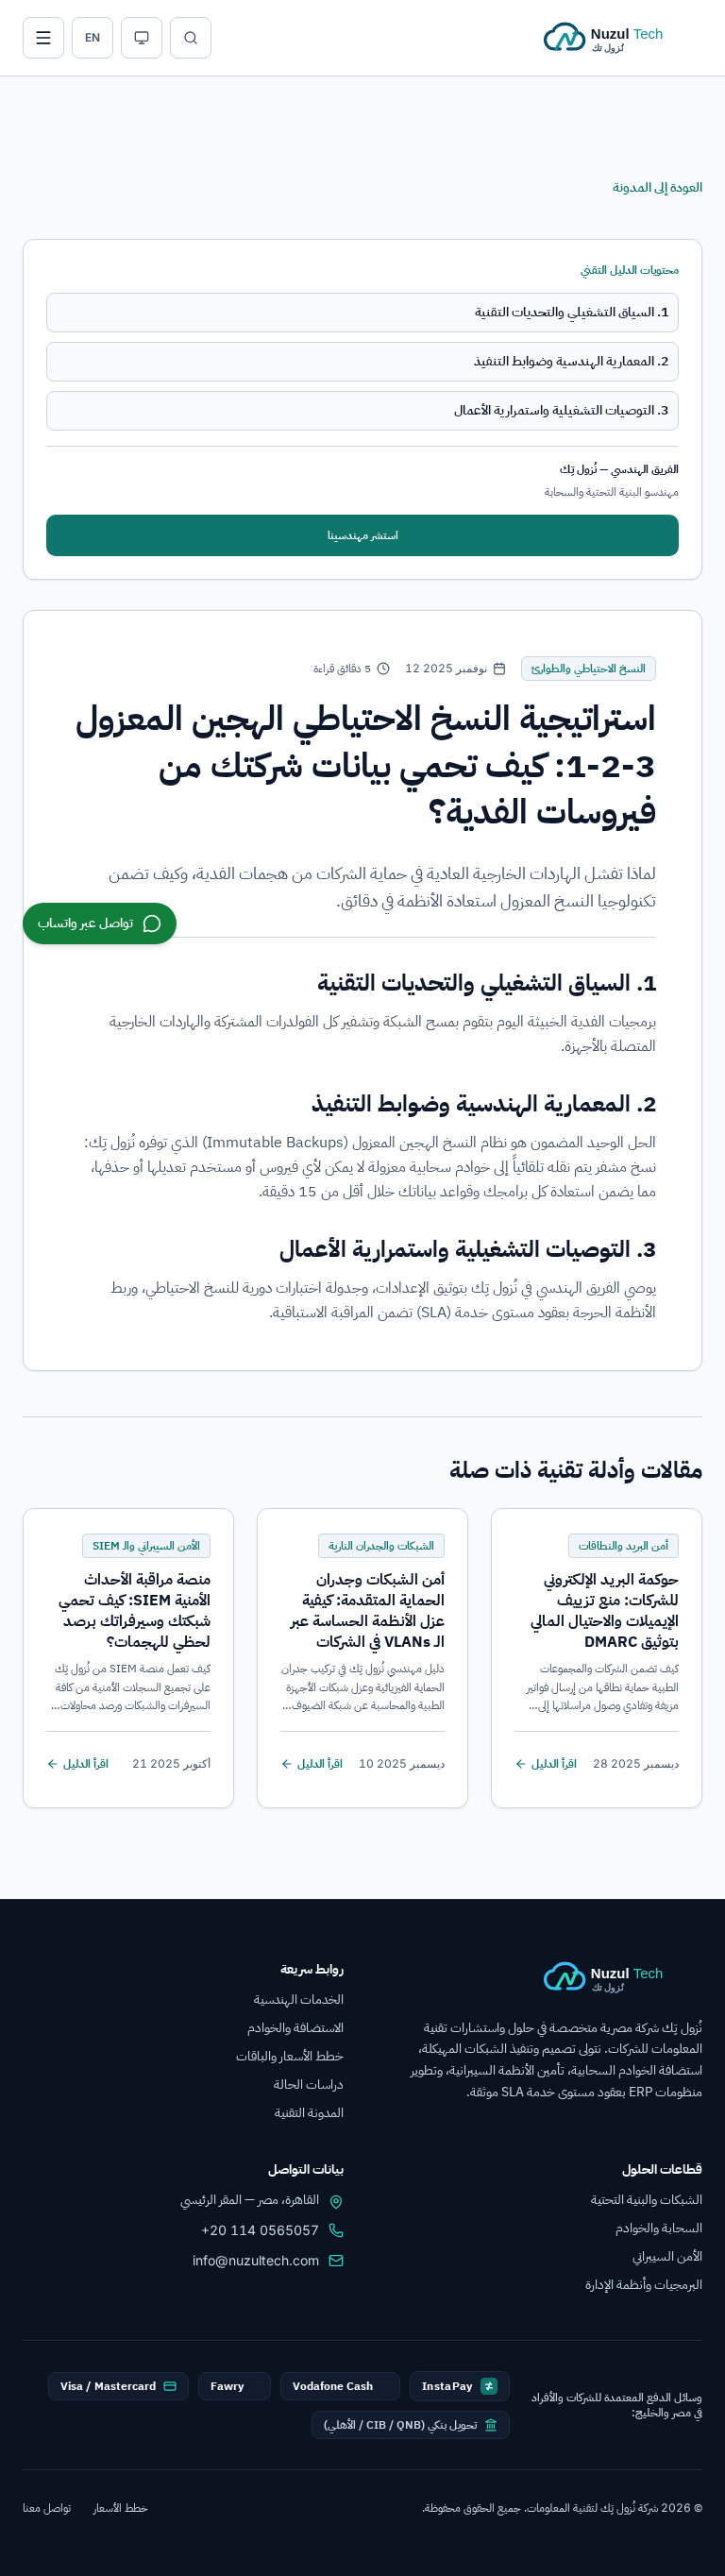 Nuzul Tech
نُزول تك
EN
العودة إلى المدونة
محتويات الدليل التقني
1. السياق التشغيلي والتحديات التقنية
2. المعمارية الهندسية وضوابط التنفيذ
3. التوصيات التشغيلية واستمرارية الأعمال
الفريق الهندسي — نُزول تِك
مهندسو البنية التحتية والسحابة
استشر مهندسينا
النسخ الاحتياطي والطوارئ
12 نوفمبر 2025
5 دقائق قراءة
استراتيجية النسخ الاحتياطي الهجين المعزول
3-2-1: كيف تحمي بيانات شركتك من
فيروسات الفدية؟
لماذا تفشل الهاردات الخارجية العادية في حماية الشركات من هجمات الفدية، وكيف تضمن
تكنولوجيا النسخ المعزول استعادة الأنظمة في دقائق.
تواصل عبر واتساب
1. السياق التشغيلي والتحديات التقنية
برمجيات الفدية الخبيثة اليوم بتقوم بمسح الشبكة وتشفير كل الفولدرات المشتركة والهاردات الخارجية
المتصلة بالأجهزة.
2. المعمارية الهندسية وضوابط التنفيذ
الحل الوحيد المضمون هو نظام النسخ الهجين المعزول (Immutable Backups) الذي توفره نُزول تِك:
نسخ مشفر يتم نقله تلقائياً إلى خوادم سحابية معزولة لا يمكن لأي فيروس أو مستخدم تعديلها أو حذفها،
مما يضمن استعادة كل برامجك وقواعد بياناتك خلال أقل من 15 دقيقة.
3. التوصيات التشغيلية واستمرارية الأعمال
يوصي الفريق الهندسي في نُزول تِك بتوثيق الإعدادات، وجدولة اختبارات دورية للنسخ الاحتياطي، وربط
الأنظمة الحرجة بعقود مستوى خدمة (SLA) تضمن المراقبة الاستباقية.
مقالات وأدلة تقنية ذات صلة
أمن البريد والنطاقات
حوكمة البريد الإلكتروني
للشركات: منع تزييف
الإيميلات والاحتيال المالي
بتوثيق DMARC
كيف تضمن الشركات والمجموعات
الطبية حماية نطاقها من إرسال فواتير
مزيفة وتفادي وصول مراسلاتها إلى...
28 ديسمبر 2025
اقرأ الدليل
الشبكات والجدران النارية
أمن الشبكات وجدران
الحماية المتقدمة: كيفية
عزل الأنظمة الحساسة عبر
الـ VLANs في الشركات
دليل مهندسي نُزول تِك في تركيب جدران
الحماية الفيزيائية وعزل شبكات الأجهزة
الطبية والمحاسبة عن شبكة الضيوف...
10 ديسمبر 2025
اقرأ الدليل
الأمن السيبراني والـ SIEM
منصة مراقبة الأحداث
الأمنية SIEM: كيف تحمي
شبكتك وسيرفراتك برصد
لحظي للهجمات؟
كيف تعمل منصة SIEM من نُزول تِك
على تجميع السجلات الأمنية من كافة
السيرفرات والشبكات ورصد محاولات...
21 أكتوبر 2025
اقرأ الدليل
Nuzul Tech
نُزول تك
نُزول تِك شركة مصرية متخصصة في حلول واستشارات تقنية
المعلومات للشركات. نتولى تصميم وتنفيذ الشبكات المهيكلة،
استضافة الخوادم السحابية، تأمين الأنظمة السيبرانية، وتطوير
منظومات ERP بعقود مستوى خدمة SLA موثقة.
روابط سريعة
الخدمات الهندسية
الاستضافة والخوادم
خطط الأسعار والباقات
دراسات الحالة
المدونة التقنية
قطاعات الحلول
الشبكات والبنية التحتية
السحابة والخوادم
الأمن السيبراني
البرمجيات وأنظمة الإدارة
بيانات التواصل
القاهرة، مصر — المقر الرئيسي
+20 114 0565057
info@nuzultech.com
وسائل الدفع المعتمدة للشركات والأفراد
في مصر والخليج:
InstaPay
Vodafone Cash
Fawry
Visa / Mastercard
تحويل بنكي (CIB / QNB / الأهلي)
© 2026 شركة نُزول تِك لتقنية المعلومات. جميع الحقوق محفوظة.
خطط الأسعار
تواصل معنا